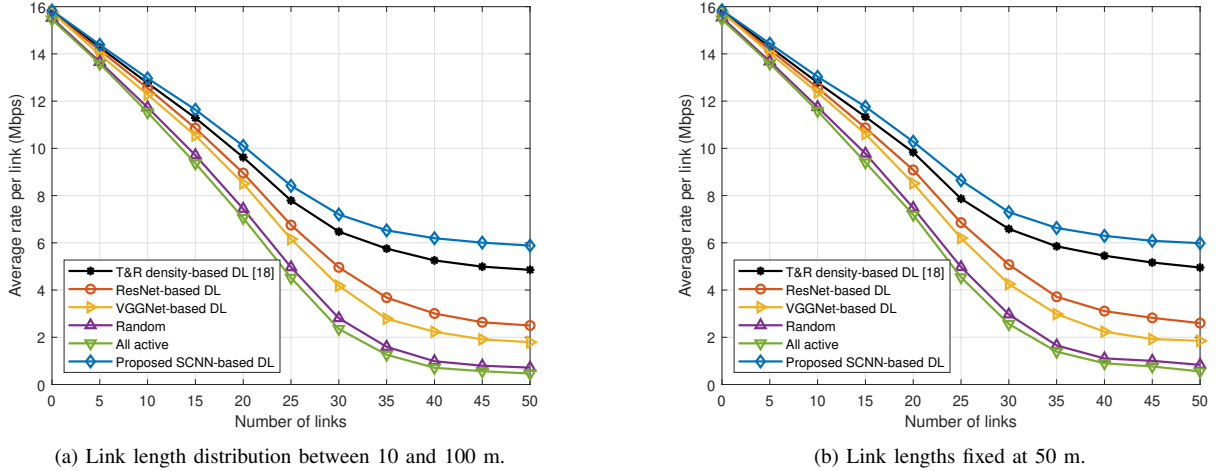 Average rate per link (Mbps)
16
14
12
10
8
6
4
2
0
T&R density-based DL [18]
ResNet-based DL
VGGNet-based DL
Random
All active
Proposed SCNN-based DL
0 5 10 15 20 25 30 35 40 45 50
Number of links
(a) Link length distribution between 10 and 100 m.
Average rate per link (Mbps)
16
14
12
10
8
6
4
2
0
T&R density-based DL [18]
ResNet-based DL
VGGNet-based DL
Random
All active
Proposed SCNN-based DL
0 5 10 15 20 25 30 35 40 45 50
Number of links
(b) Link lengths fixed at 50 m.